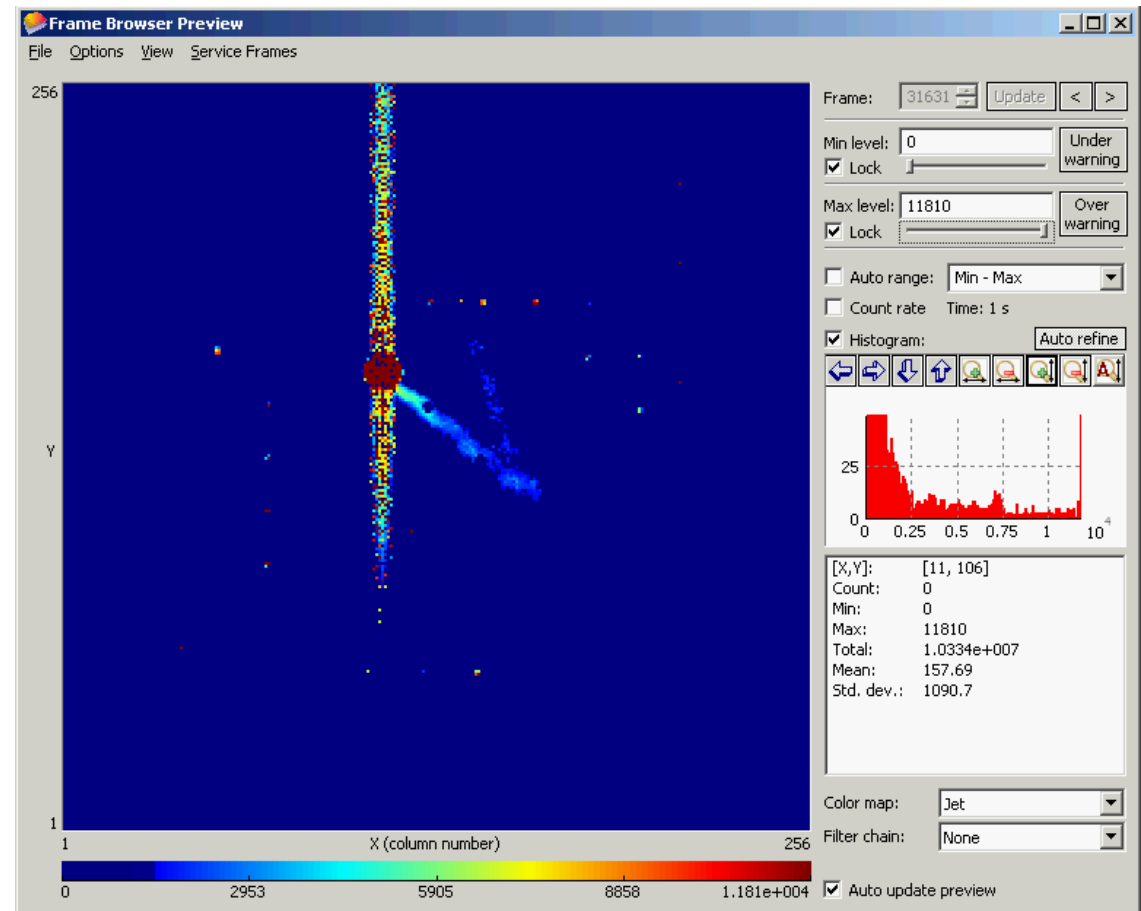 Frame Browser Preview
File Options View Service Frames
256
Y
1
1 X (column number) 256
0 2953 5905 8858 1.181e+004
Frame: 31631 Update < >
Min level: 0 Under warning
Lock
Max level: 11810 Over warning
Lock
Auto range: Min - Max
Count rate Time: 1 s
Histogram: Auto refine
A
25
0
0 0.25 0.5 0.75 1 10^4
[X,Y]: [11, 106]
Count: 0
Min: 0
Max: 11810
Total: 1.0334e+007
Mean: 157.69
Std. dev.: 1090.7
Color map: Jet
Filter chain: None
Auto update preview